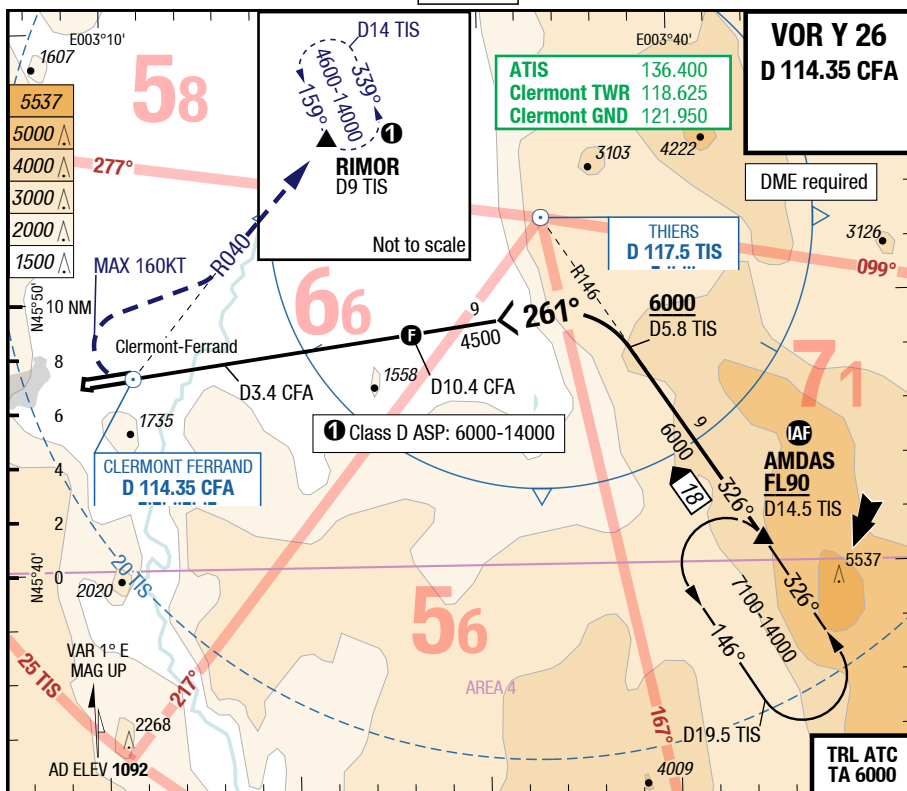 VOR Y 26
D 114.35 CFA
E003°10'
E003°40'
1607
58
5537
5000
4000
3000
2000
1500
277°
D14 TIS
4600-14000
339°
159°
1
RIMOR
D9 TIS
Not to scale
ATIS 136.400
Clermont TWR 118.625
Clermont GND 121.950
3103
4222
DME required
THIERS
D 117.5 TIS
3126
099°
MAX 160KT
R040
N45°50'
10 NM
8
6
4
2
0
66
R146
6000
D5.8 TIS
261°
9
4500
Clermont-Ferrand
F
D3.4 CFA
D10.4 CFA
1558
71
1735
1 Class D ASP: 6000-14000
9
6000
IAF
AMDAS
FL90
D14.5 TIS
CLERMONT FERRAND
D 114.35 CFA
18
326°
5537
N45°40'
20 TIS
2020
56
326°
7100-14000
146°
VAR 1° E
MAG UP
25 TIS
217°
AREA 4
167°
D19.5 TIS
2268
AD ELEV 1092
4009
TRL ATC
TA 6000